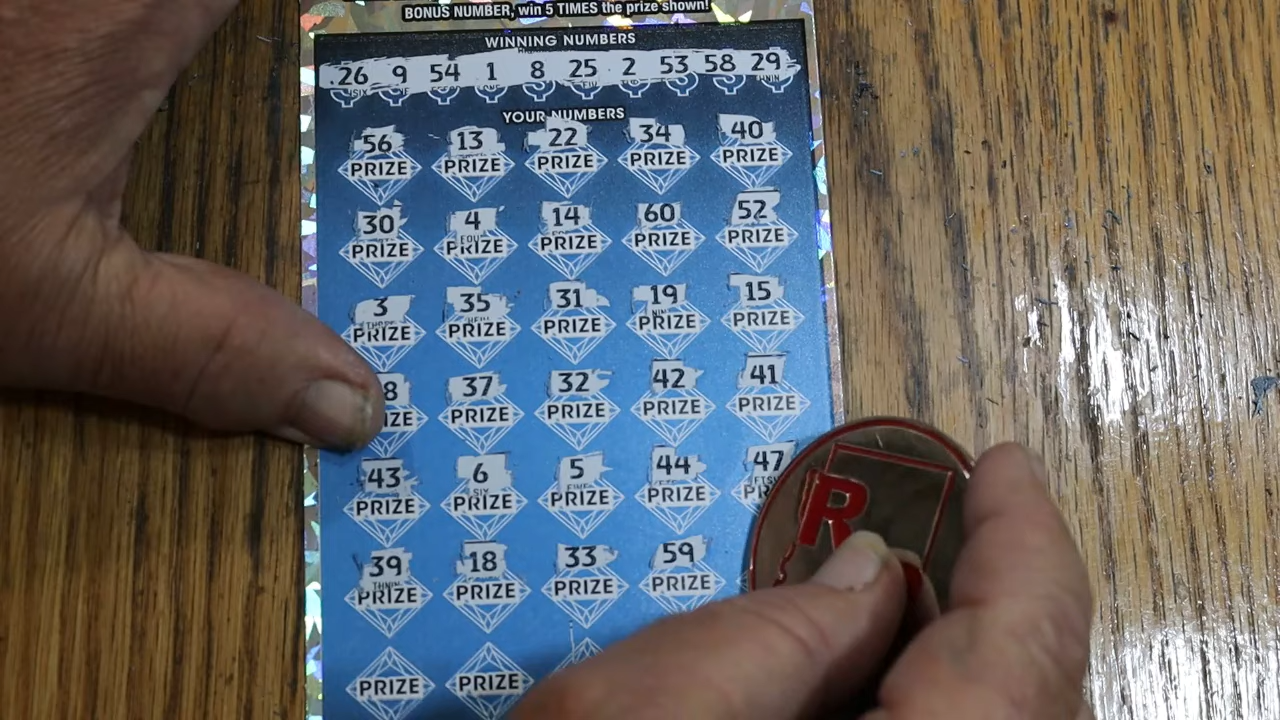 BONUS NUMBER, win 5 TIMES the prize shown!
WINNING NUMBERS
26 9 54 1 8 25 2 53 58 29
YOUR NUMBERS
56 13 22 34 40
PRIZE PRIZE PRIZE PRIZE PRIZE
30 4 14 60 52
PRIZE PRIZE PRIZE PRIZE PRIZE
3 35 31 19 15
PRIZE PRIZE PRIZE PRIZE PRIZE
8 37 32 42 41
PRIZE PRIZE PRIZE PRIZE
43 6 5 44 47
SIX
PRIZE PRIZE PRIZE PRIZE
39 18 33 59
THNIN
PRIZE PRIZE PRIZE PRIZE
PRIZE PRIZE
R